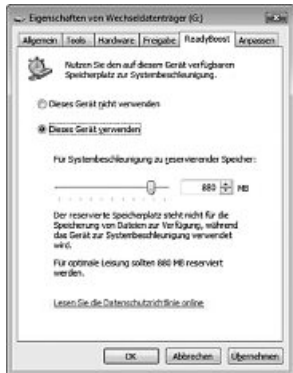 Eigenschaften von Wechseldatenträger (G:)
Allgemein Tools Hardware Freigabe ReadyBoost Anpassen
Nutzen Sie den auf diesem Gerät verfügbaren
Speicherplatz zur Systembeschleunigung.
Dieses Gerät nicht verwenden
Dieses Gerät verwenden
Für Systembeschleunigung zu reservierender Speicher:
880 MB
Der reservierte Speicherplatz steht nicht für die
Speicherung von Dateien zur Verfügung, während
das Gerät zur Systembeschleunigung verwendet
wird.
Für optimale Leisung sollten 880 MB reserviert
werden.
Lesen Sie die Datenschutzrichtlinie online
OK Abbrechen Übernehmen